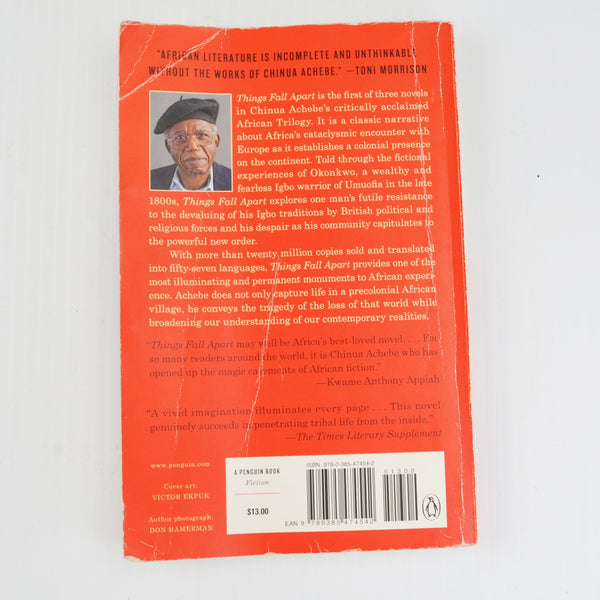 "AFRICAN LITERATURE IS INCOMPLETE AND UNTHINKABLE
WITHOUT THE WORKS OF CHINUA ACHEBE." —TONI MORRISON
Things Fall Apart is the first of three novels
in Chinua Achebe's critically acclaimed
African Trilogy. It is a classic narrative
about Africa's cataclysmic encounter with
Europe as it establishes a colonial presence
on the continent. Told through the fictional
experiences of Okonkwo, a wealthy and
fearless Igbo warrior of Umuofia in the late
1800s, Things Fall Apart explores one man's futile resistance
to the devaluing of his Igbo traditions by British political and
religious forces and his despair as his community capitulates to
the powerful new order.
With more than twenty million copies sold and translated
into fifty-seven languages, Things Fall Apart provides one of the
most illuminating and permanent monuments to African exper-
ience. Achebe does not only capture life in a precolonial African
village, he conveys the tragedy of the loss of that world while
broadening our understanding of our contemporary realities.
"Things Fall Apart may well be Africa's best-loved novel. . . . For
so many readers around the world, it is Chinua Achebe who has
opened up the magic casements of African fiction."
—Kwame Anthony Appiah
"A vivid imagination illuminates every page . . . This novel
genuinely succeeds in penetrating tribal life from the inside."
—The Times Literary Supplement
www.penguin.com
Cover art:
VICTOR EKPUK
Author photograph:
DON HAMERMAN
A PENGUIN BOOK
Fiction
$13.00
ISBN 978-0-385-47454-2
51300
EAN 9 780385 474542